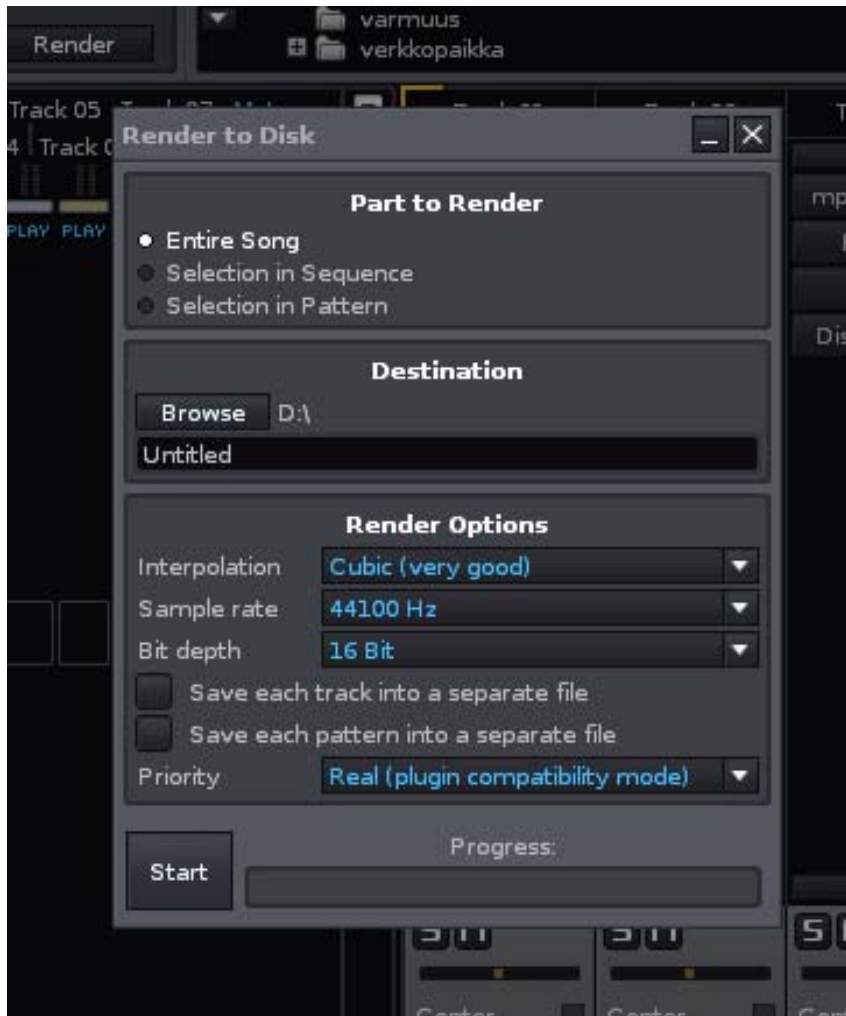 varmuus
Render
verkkopaikka
Track 05
4 Track
Render to Disk
Part to Render
Entire Song
Selection in Sequence
Selection in Pattern
PLAY PLAY
Destination
Browse D:\
Untitled
Render Options
Interpolation Cubic (very good)
Sample rate 44100 Hz
Bit depth 16 Bit
Save each track into a separate file
Save each pattern into a separate file
Priority Real (plugin compatibility mode)
Start
Progress:
S